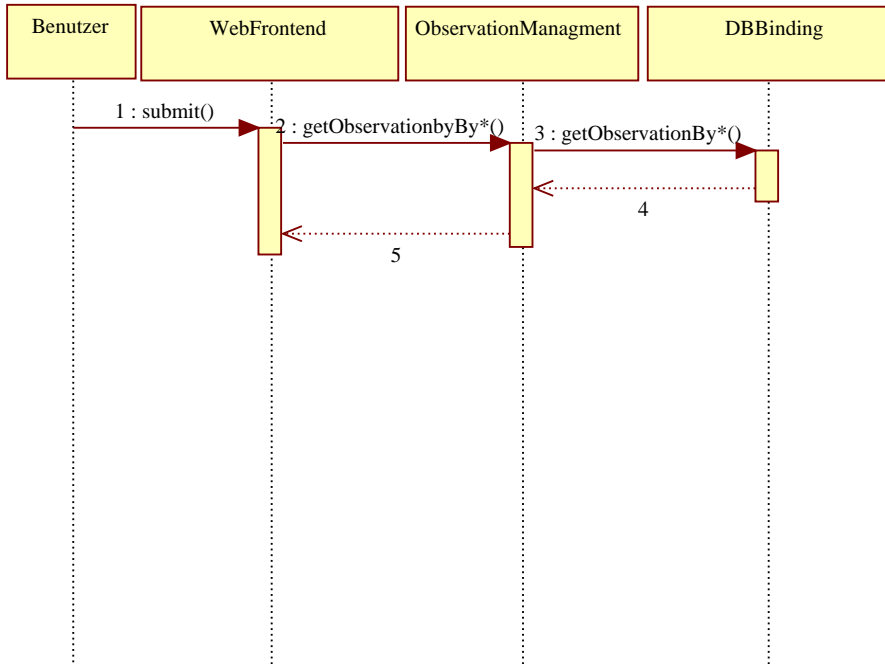 Benutzer
WebFrontend
ObservationManagment
DBBinding
1 : submit()
2 : getObservationbyBy*()
3 : getObservationBy*()
4
5